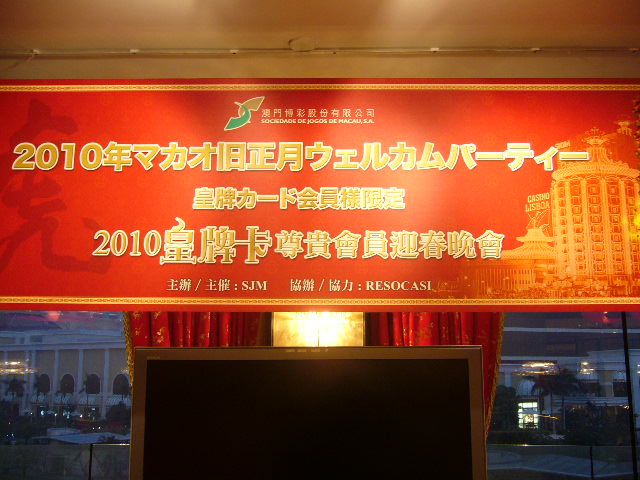 澳門博彩股份有限公司
SOCIEDADE DE JOGOS DE MACAU, S.A.
2010年マカオ旧正月ウェルカムパーティー
皇牌カード会員様限定
2010皇牌卡尊貴會員迎春晚會
主辦/主催:SJM 協辦/協力:RESOCASI
虎
CASINO
LISBOA